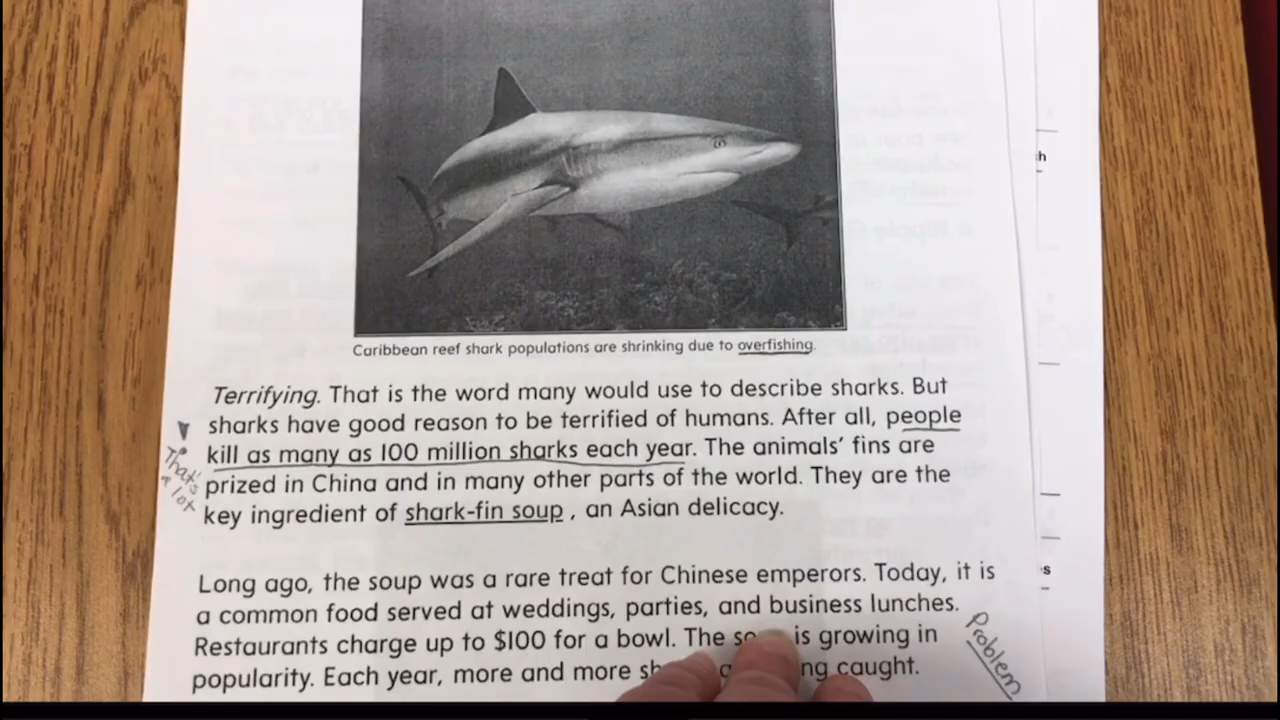 Caribbean reef shark populations are shrinking due to overfishing.
Terrifying. That is the word many would use to describe sharks. But
sharks have good reason to be terrified of humans. After all, people
kill as many as 100 million sharks each year. The animals' fins are
prized in China and in many other parts of the world. They are the
key ingredient of shark-fin soup , an Asian delicacy.
That's
a lot
Long ago, the soup was a rare treat for Chinese emperors. Today, it is
a common food served at weddings, parties, and business lunches.
Restaurants charge up to $100 for a bowl. The is growing in
popularity. Each year, more and more caught.
Problem
h
s